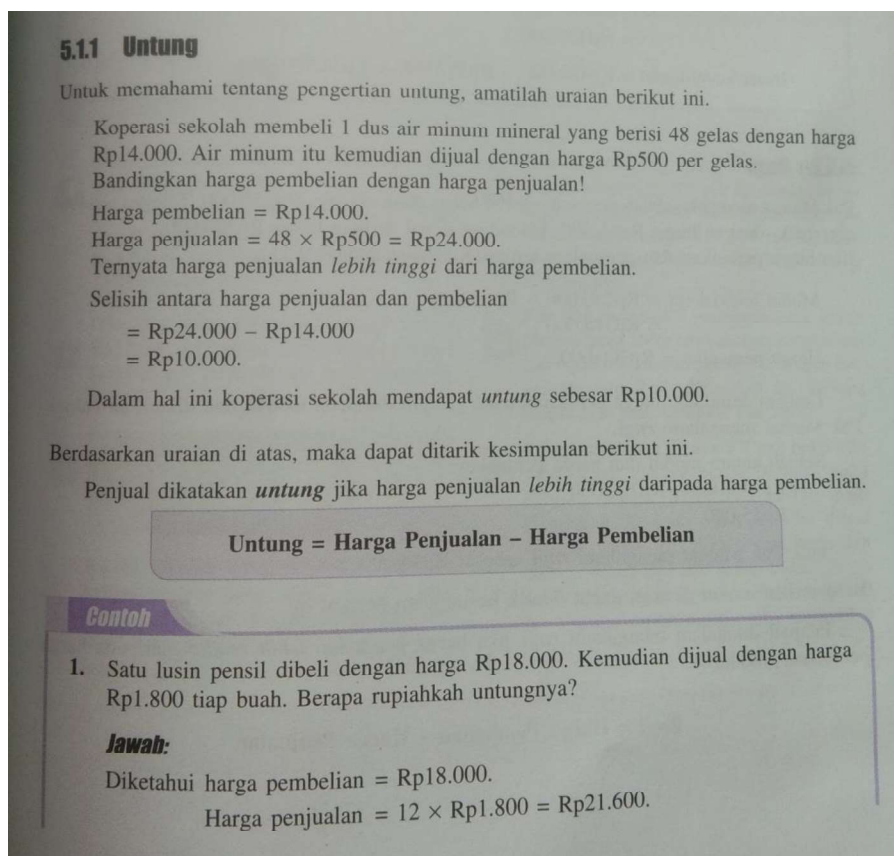 5.1.1 Untung
Untuk memahami tentang pengertian untung, amatilah uraian berikut ini.
Koperasi sekolah membeli 1 dus air minum mineral yang berisi 48 gelas dengan harga
Rp14.000. Air minum itu kemudian dijual dengan harga Rp500 per gelas.
Bandingkan harga pembelian dengan harga penjualan!
Harga pembelian = Rp14.000.
Harga penjualan = 48 × Rp500 = Rp24.000.
Ternyata harga penjualan lebih tinggi dari harga pembelian.
Selisih antara harga penjualan dan pembelian
= Rp24.000 – Rp14.000
= Rp10.000.
Dalam hal ini koperasi sekolah mendapat untung sebesar Rp10.000.
Berdasarkan uraian di atas, maka dapat ditarik kesimpulan berikut ini.
Penjual dikatakan untung jika harga penjualan lebih tinggi daripada harga pembelian.
Untung = Harga Penjualan – Harga Pembelian
Contoh
1. Satu lusin pensil dibeli dengan harga Rp18.000. Kemudian dijual dengan harga
Rp1.800 tiap buah. Berapa rupiahkah untungnya?
Jawab:
Diketahui harga pembelian = Rp18.000.
Harga penjualan = 12 × Rp1.800 = Rp21.600.